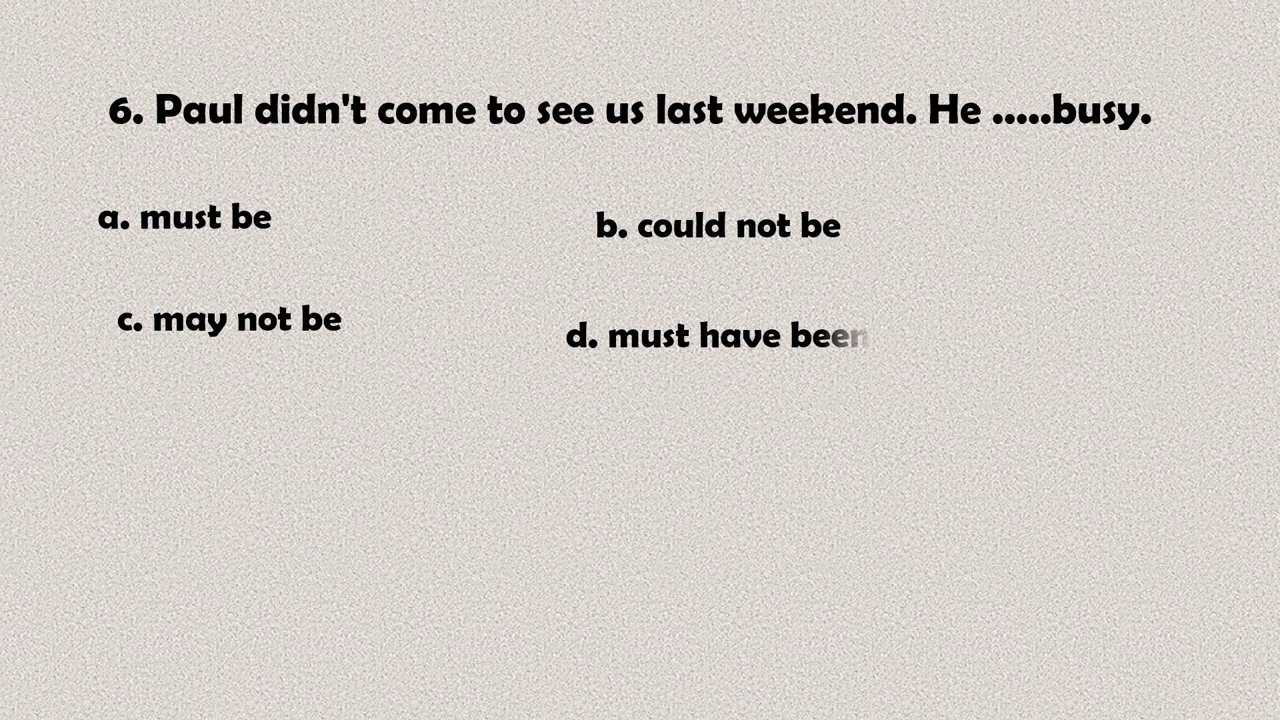 6. Paul didn't come to see us last weekend. He .....busy.
a. must be
b. could not be
c. may not be
d. must have been